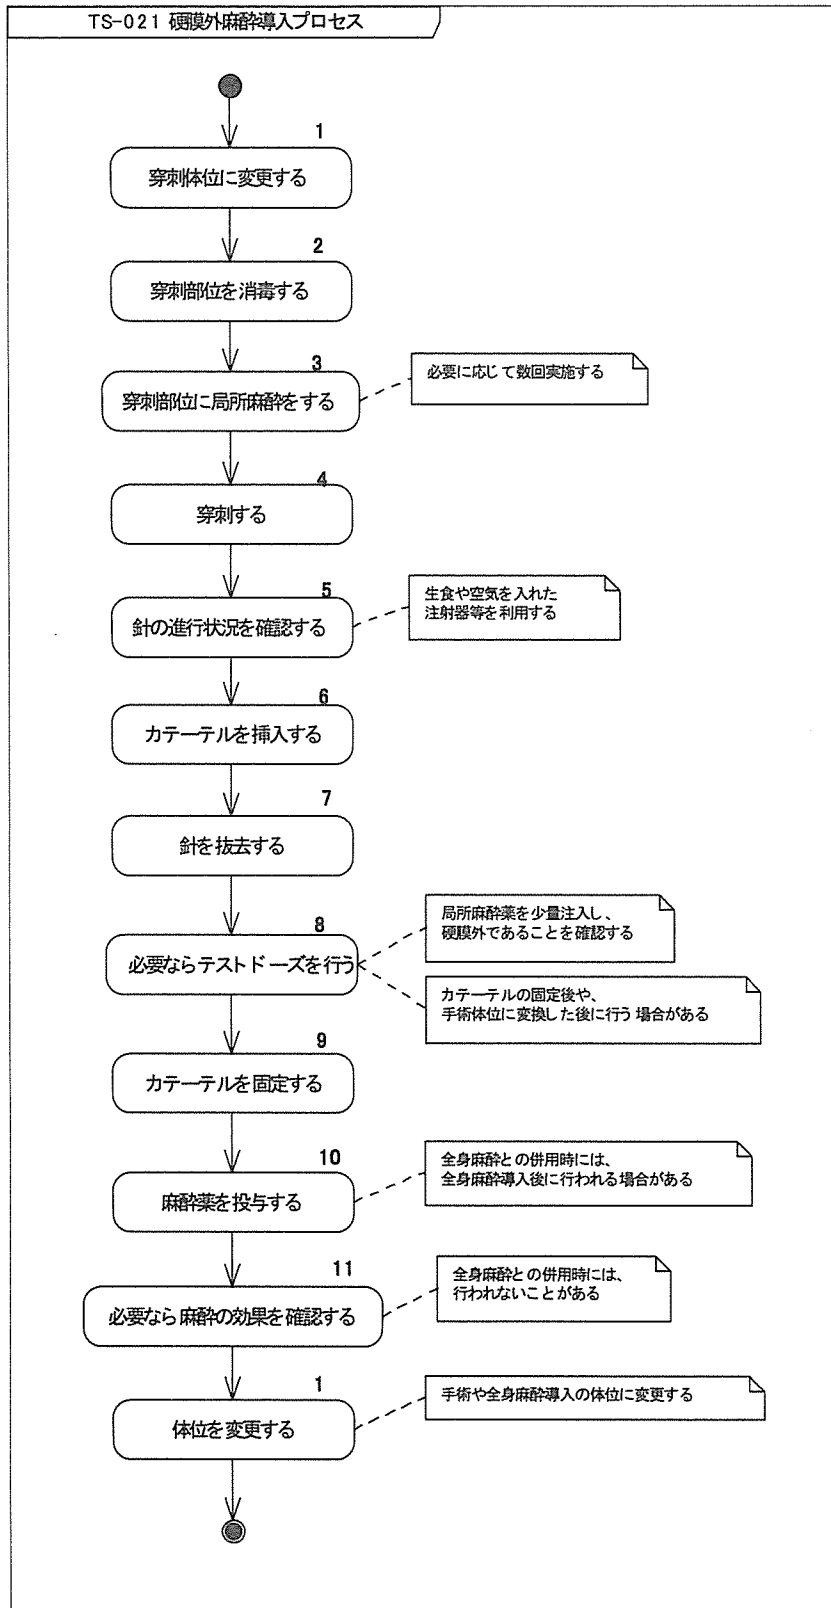 TS-021 硬膜外麻酔導入プロセス
1
穿刺体位に変更する
2
穿刺部位を消毒する
3
穿刺部位に局所麻酔をする
必要に応じて数回実施する
4
穿刺する
5
針の進行状況を確認する
生食や空気を入れた
注射器等を利用する
6
カテーテルを挿入する
7
針を抜去する
8
必要ならテストドーズを行う
局所麻酔薬を少量注入し、
硬膜外であることを確認する
カテーテルの固定後や、
手術体位に変換した後に行う場合がある
9
カテーテルを固定する
10
麻酔薬を投与する
全身麻酔との併用時には、
全身麻酔導入後に行われる場合がある
11
必要なら麻酔の効果を確認する
全身麻酔との併用時には、
行われないことがある
1
体位を変更する
手術や全身麻酔導入の体位に変更する